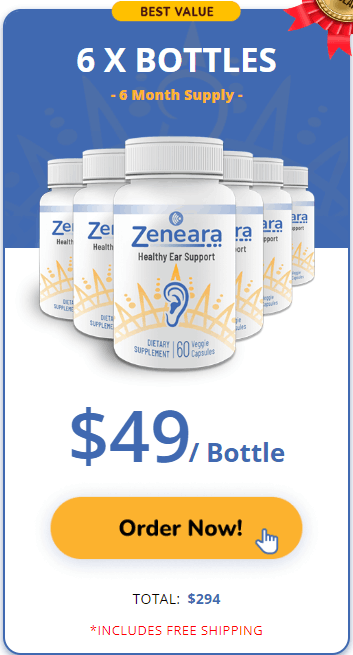 BEST VALUE
6 X BOTTLES
- 6 Month Supply -
Zeneara
Healthy Ear Support
DIETARY
SUPPLEMENT
60 Veggie
Capsules
$49/ Bottle
Order Now!
TOTAL: $294
*INCLUDES FREE SHIPPING